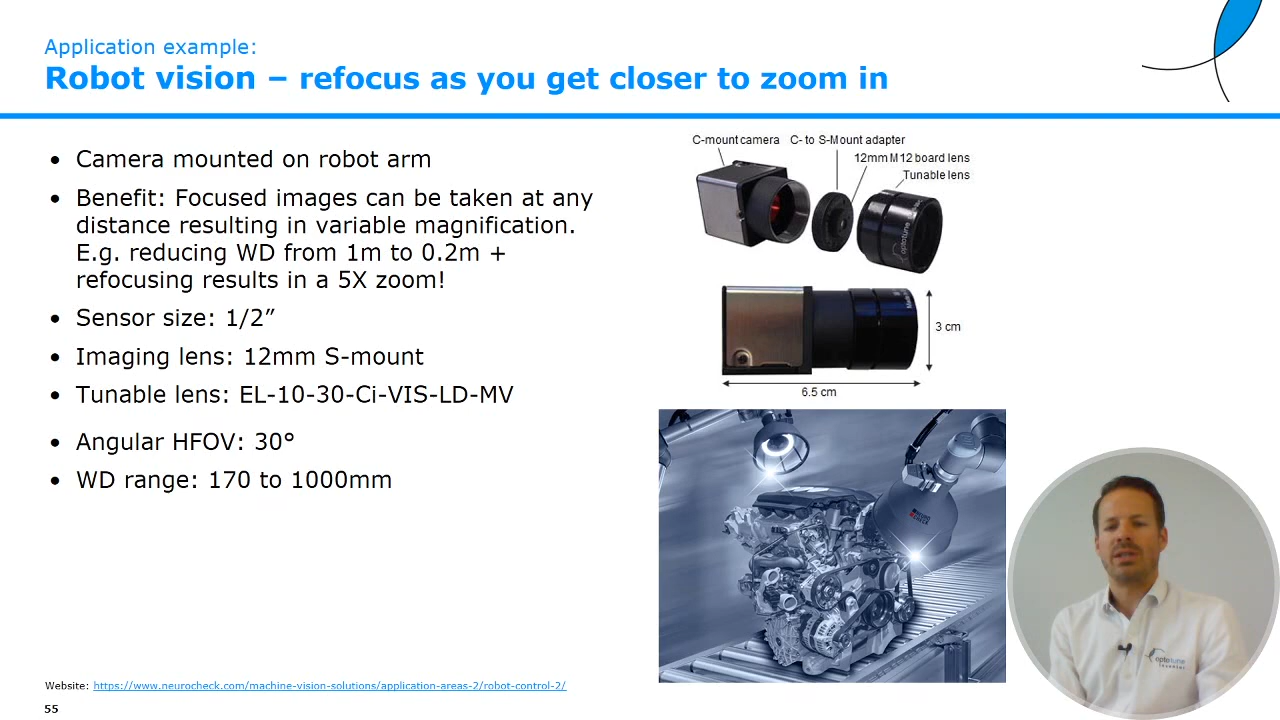 Application example:
Robot vision – refocus as you get closer to zoom in
• Camera mounted on robot arm
• Benefit: Focused images can be taken at any
distance resulting in variable magnification.
E.g. reducing WD from 1m to 0.2m +
refocusing results in a 5X zoom!
• Sensor size: 1/2”
• Imaging lens: 12mm S-mount
• Tunable lens: EL-10-30-Ci-VIS-LD-MV
• Angular HFOV: 30°
• WD range: 170 to 1000mm
C-mount camera
C- to S-Mount adapter
12mm M12 board lens
Tunable lens
optotune
3 cm
6.5 cm
NEURO
CHECK
optotune
Website: https://www.neurocheck.com/machine-vision-solutions/application-areas-2/robot-control-2/
55